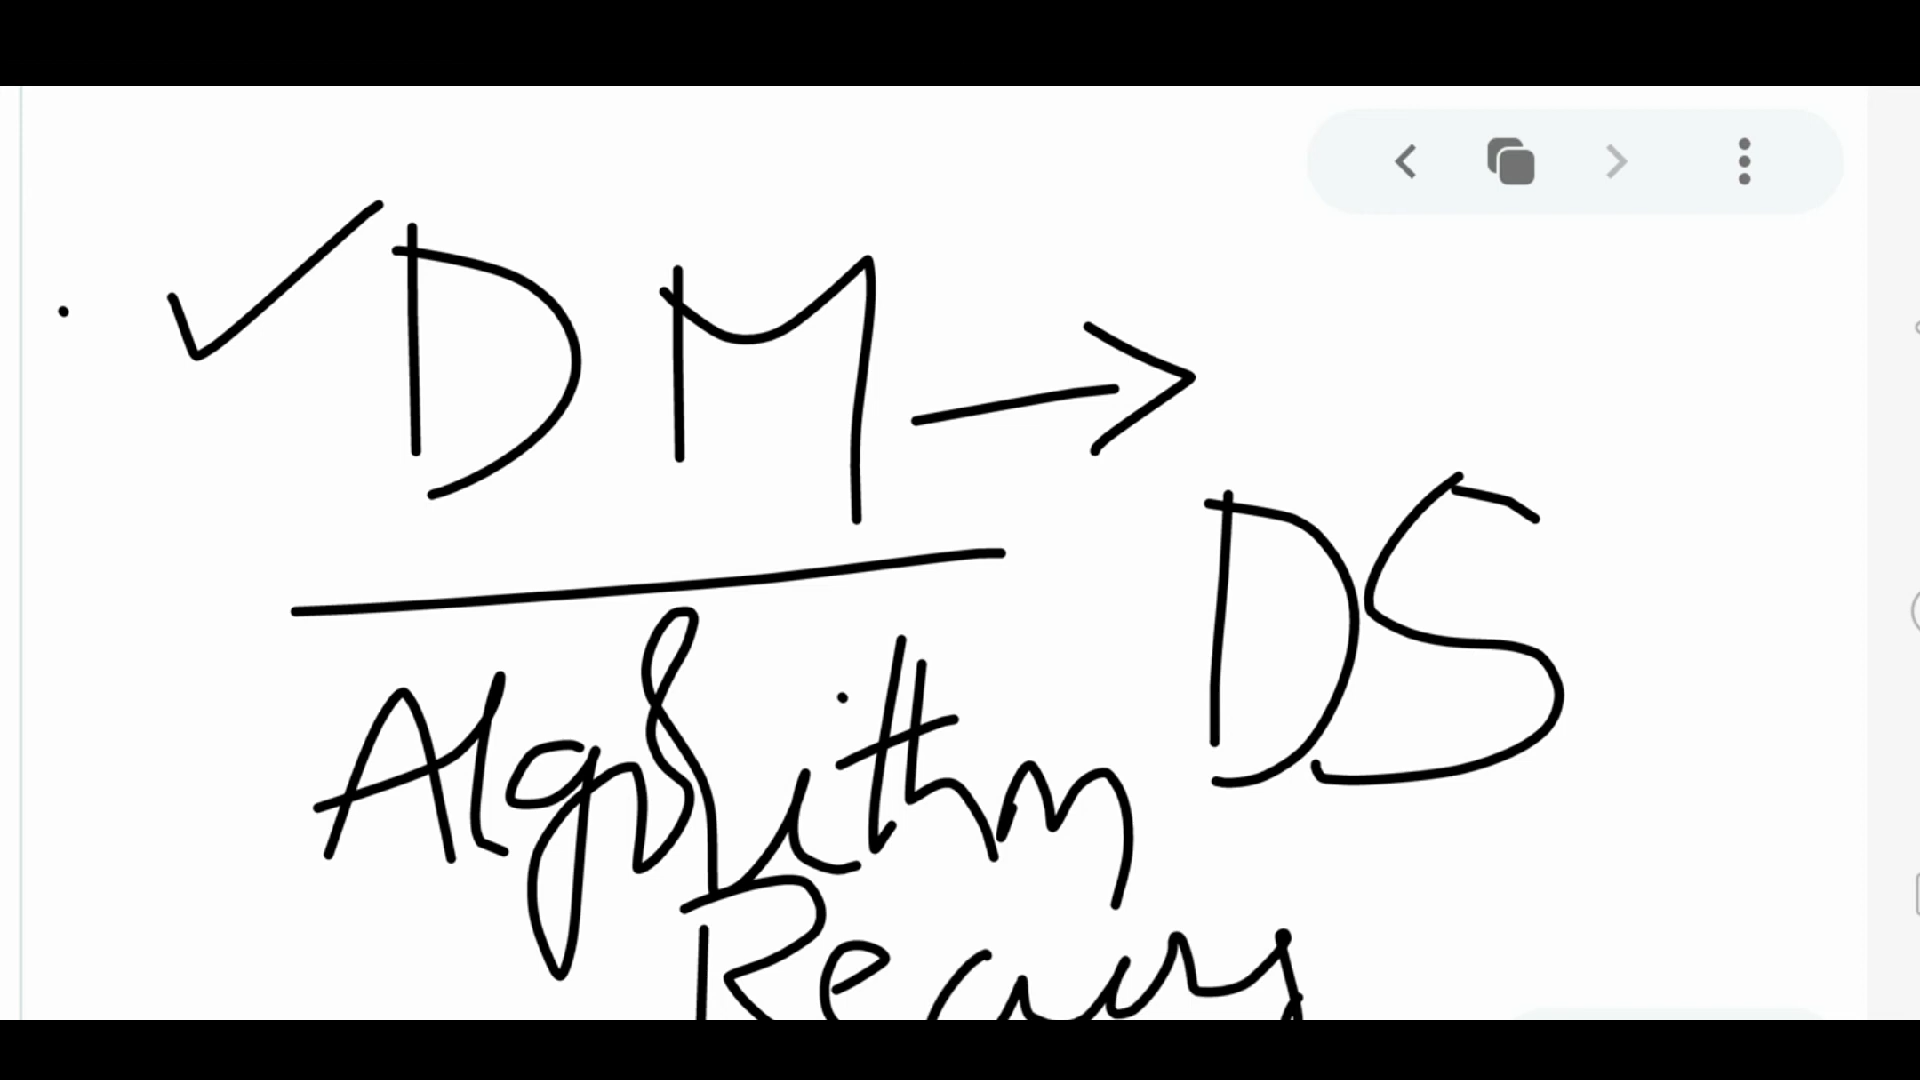 ✓ DM →
DS
Algorithm